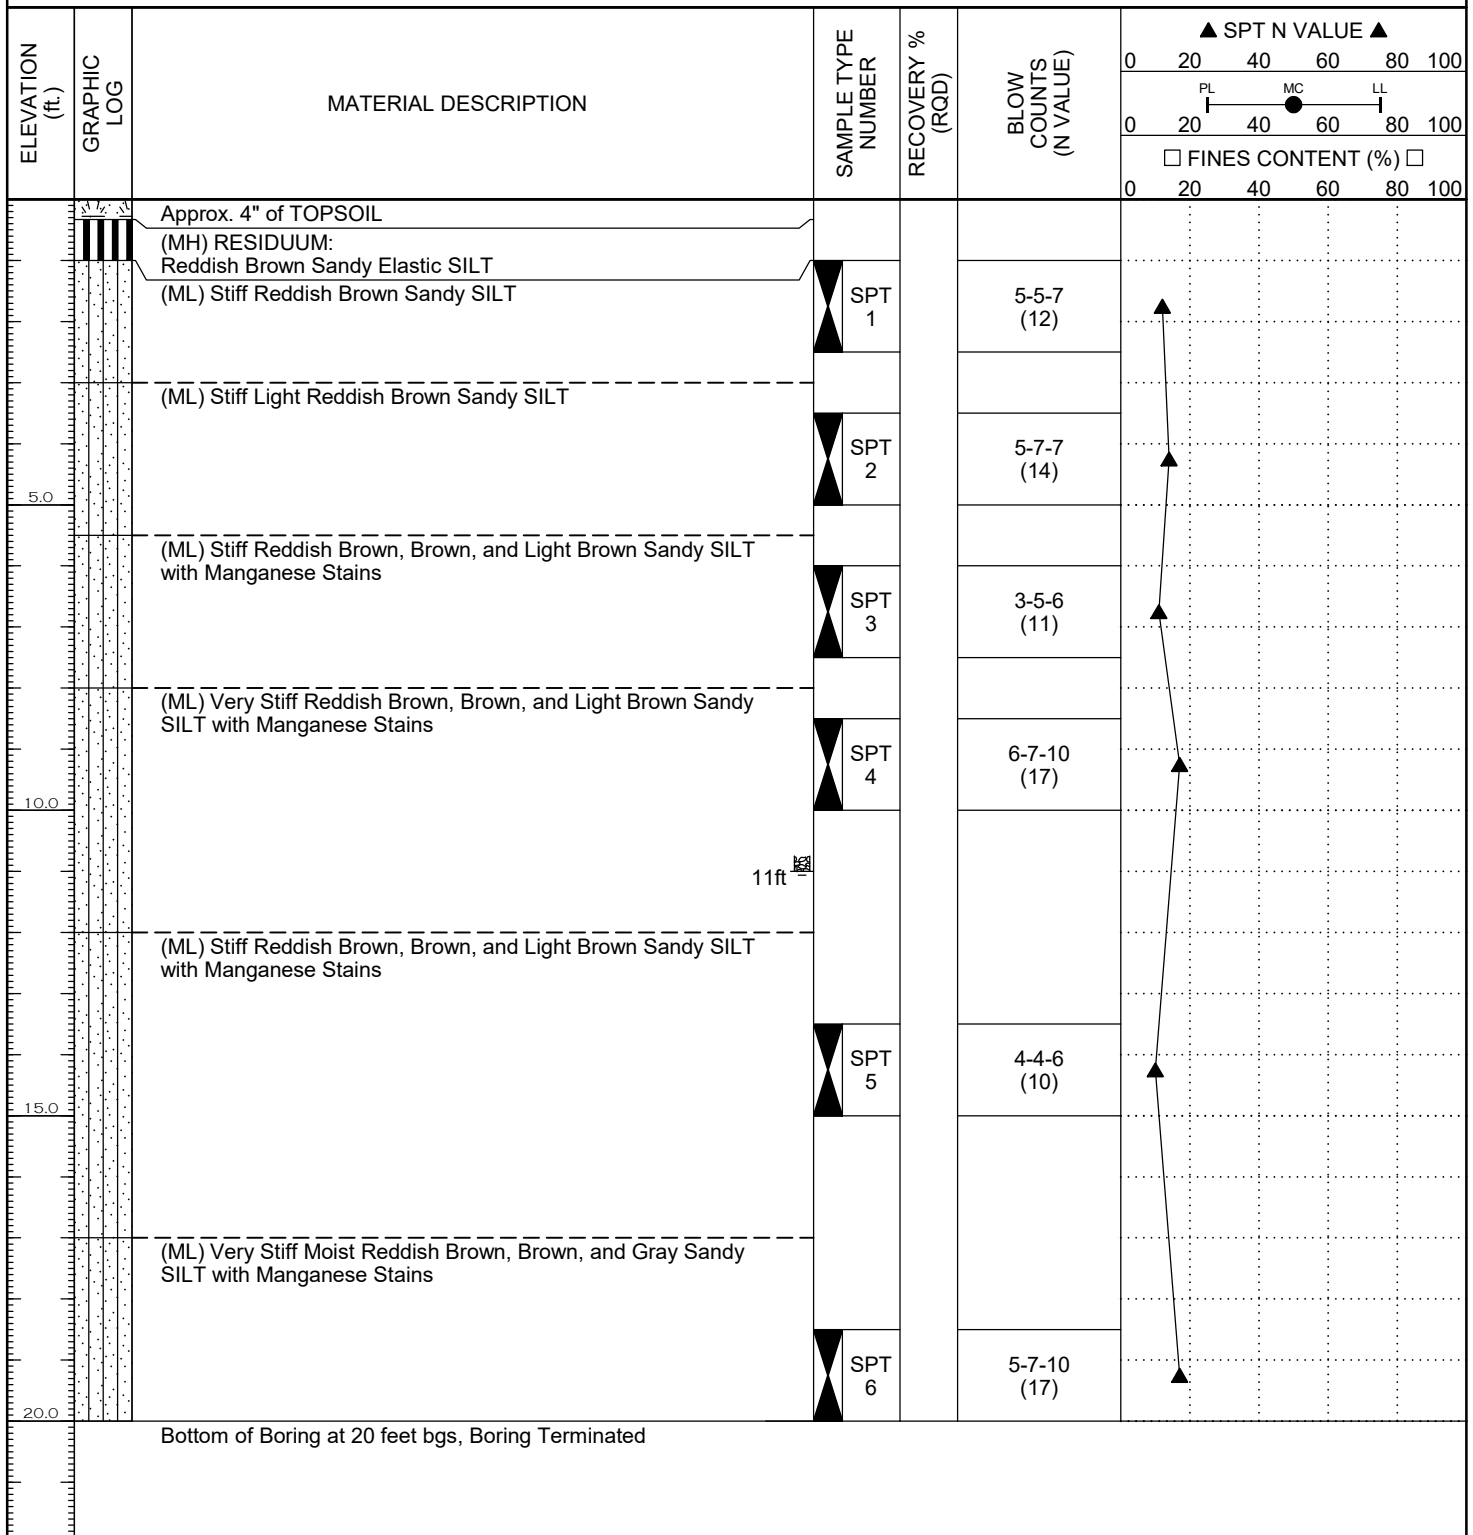 ELEVATION
(ft.)
GRAPHIC
LOG
MATERIAL DESCRIPTION
SAMPLE TYPE
NUMBER
RECOVERY %
(RQD)
BLOW
COUNTS
(N VALUE)
▲ SPT N VALUE ▲
0 20 40 60 80 100
PL MC LL
0 20 40 60 80 100
□ FINES CONTENT (%) □
0 20 40 60 80 100
Approx. 4" of TOPSOIL
(MH) RESIDUUM:
Reddish Brown Sandy Elastic SILT
(ML) Stiff Reddish Brown Sandy SILT
SPT
1
5-5-7
(12)
(ML) Stiff Light Reddish Brown Sandy SILT
SPT
2
5-7-7
(14)
5.0
(ML) Stiff Reddish Brown, Brown, and Light Brown Sandy SILT
with Manganese Stains
SPT
3
3-5-6
(11)
(ML) Very Stiff Reddish Brown, Brown, and Light Brown Sandy
SILT with Manganese Stains
SPT
4
6-7-10
(17)
10.0
11ft
(ML) Stiff Reddish Brown, Brown, and Light Brown Sandy SILT
with Manganese Stains
SPT
5
4-4-6
(10)
15.0
(ML) Very Stiff Moist Reddish Brown, Brown, and Gray Sandy
SILT with Manganese Stains
SPT
6
5-7-10
(17)
20.0
Bottom of Boring at 20 feet bgs, Boring Terminated